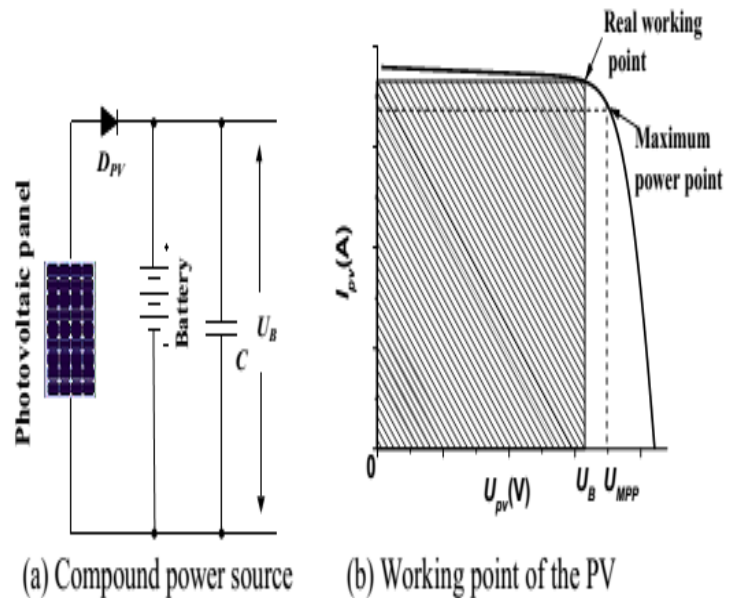 Photovoltaic panel
D_PV
+
Battery
-
C
U_B
(a) Compound power source
Real working
point
Maximum
power point
I_pv(A)
0
U_pv(V)
U_B
U_MPP
(b) Working point of the PV